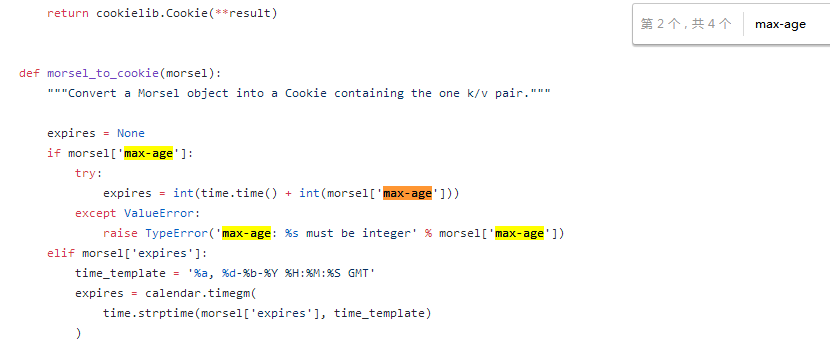 return cookielib.Cookie(**result)
第 2 个 , 共 4 个 max-age
def morsel_to_cookie(morsel):
    """Convert a Morsel object into a Cookie containing the one k/v pair."""
    expires = None
    if morsel['max-age']:
        try:
            expires = int(time.time() + int(morsel['max-age']))
        except ValueError:
            raise TypeError('max-age: %s must be integer' % morsel['max-age'])
    elif morsel['expires']:
        time_template = '%a, %d-%b-%Y %H:%M:%S GMT'
        expires = calendar.timegm(
            time.strptime(morsel['expires'], time_template)
        )